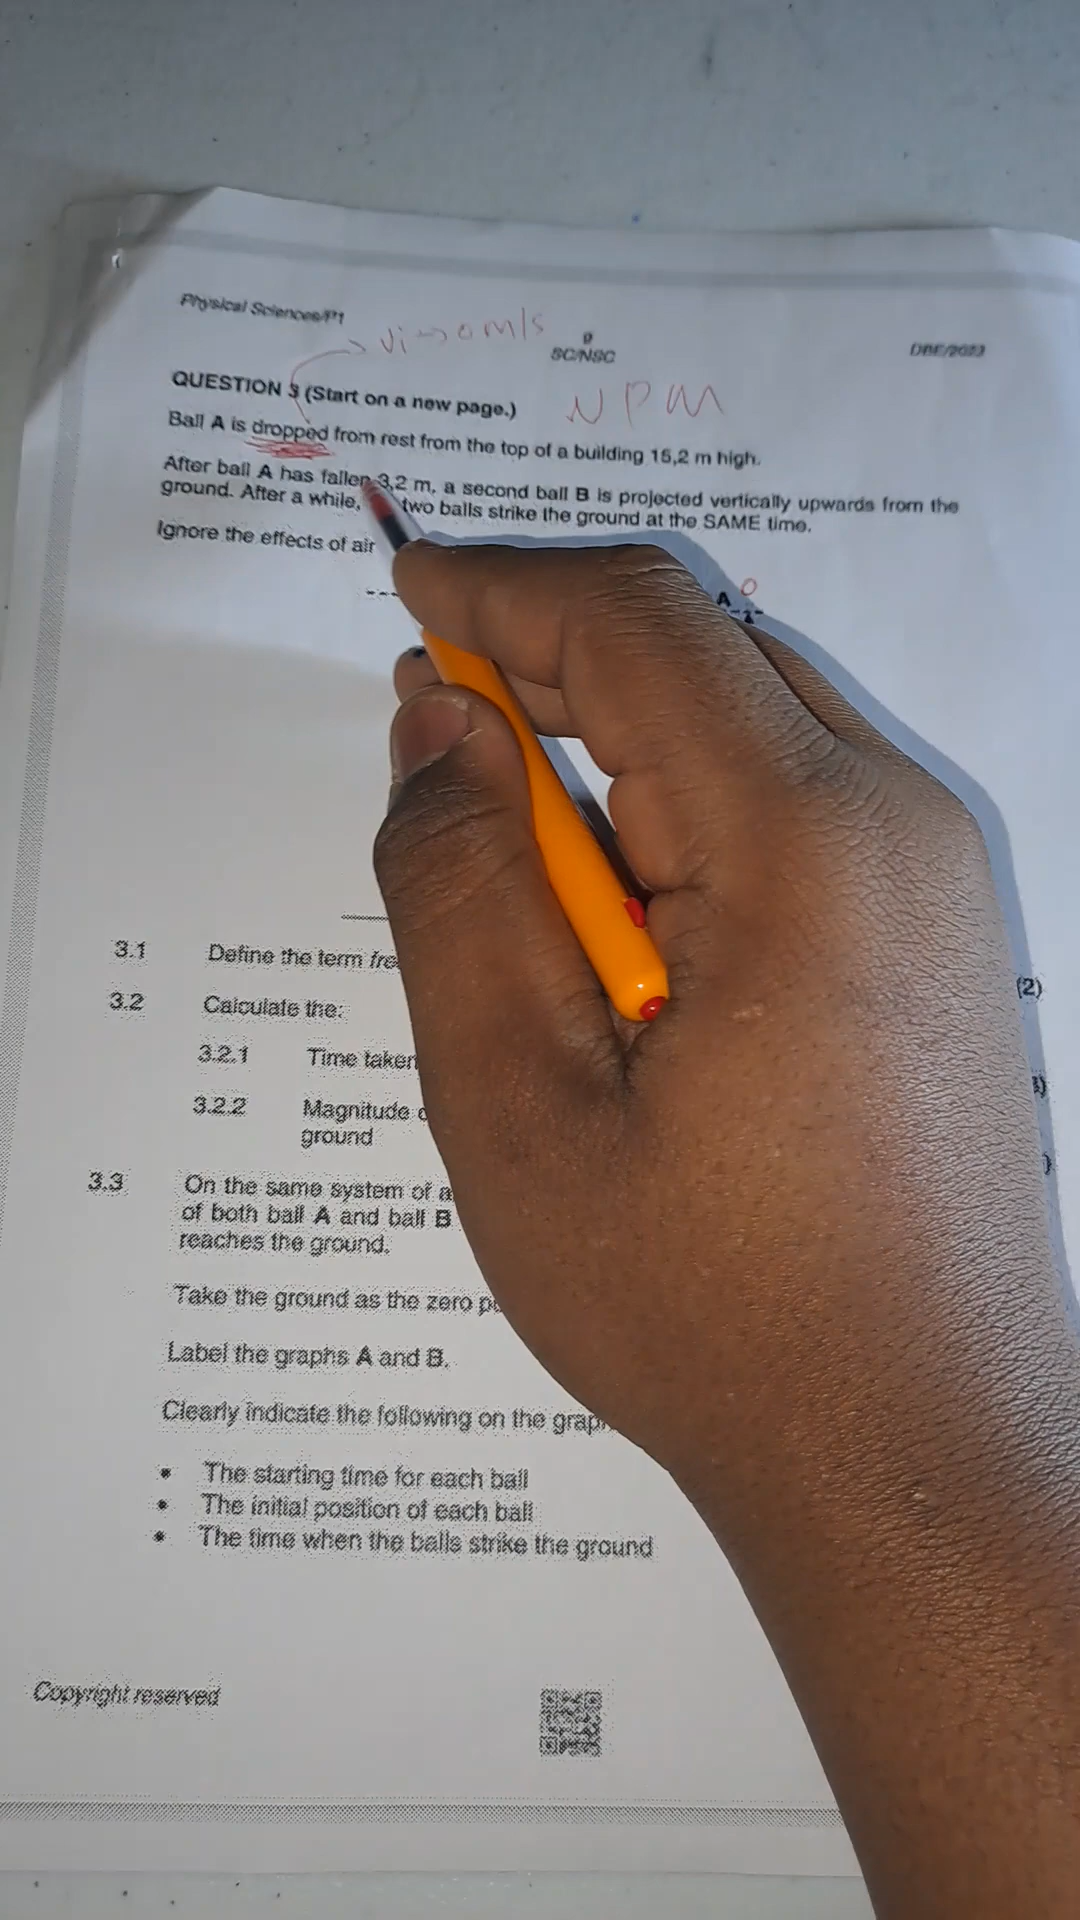 Physical Sciences/P1
vi → 0 m/s
9
SC/NSC
DBE/2023
QUESTION 3 (Start on a new page.)
NPM
Ball A is dropped from rest from the top of a building 15,2 m high.
After ball A has fallen 3,2 m, a second ball B is projected vertically upwards from the
ground. After a while, two balls strike the ground at the SAME time.
Ignore the effects of air
A
3.1 Define the term
(2)
3.2 Calculate the:
3.2.1 Time taken
3.2.2 Magnitude
ground
3.3 On the same system of
of both ball A and ball B
reaches the ground.
Take the ground as the zero
Label the graphs A and B.
Clearly indicate the following on the
• The starting time for each ball
• The initial position of each ball
• The time when the balls strike the ground
Copyright reserved